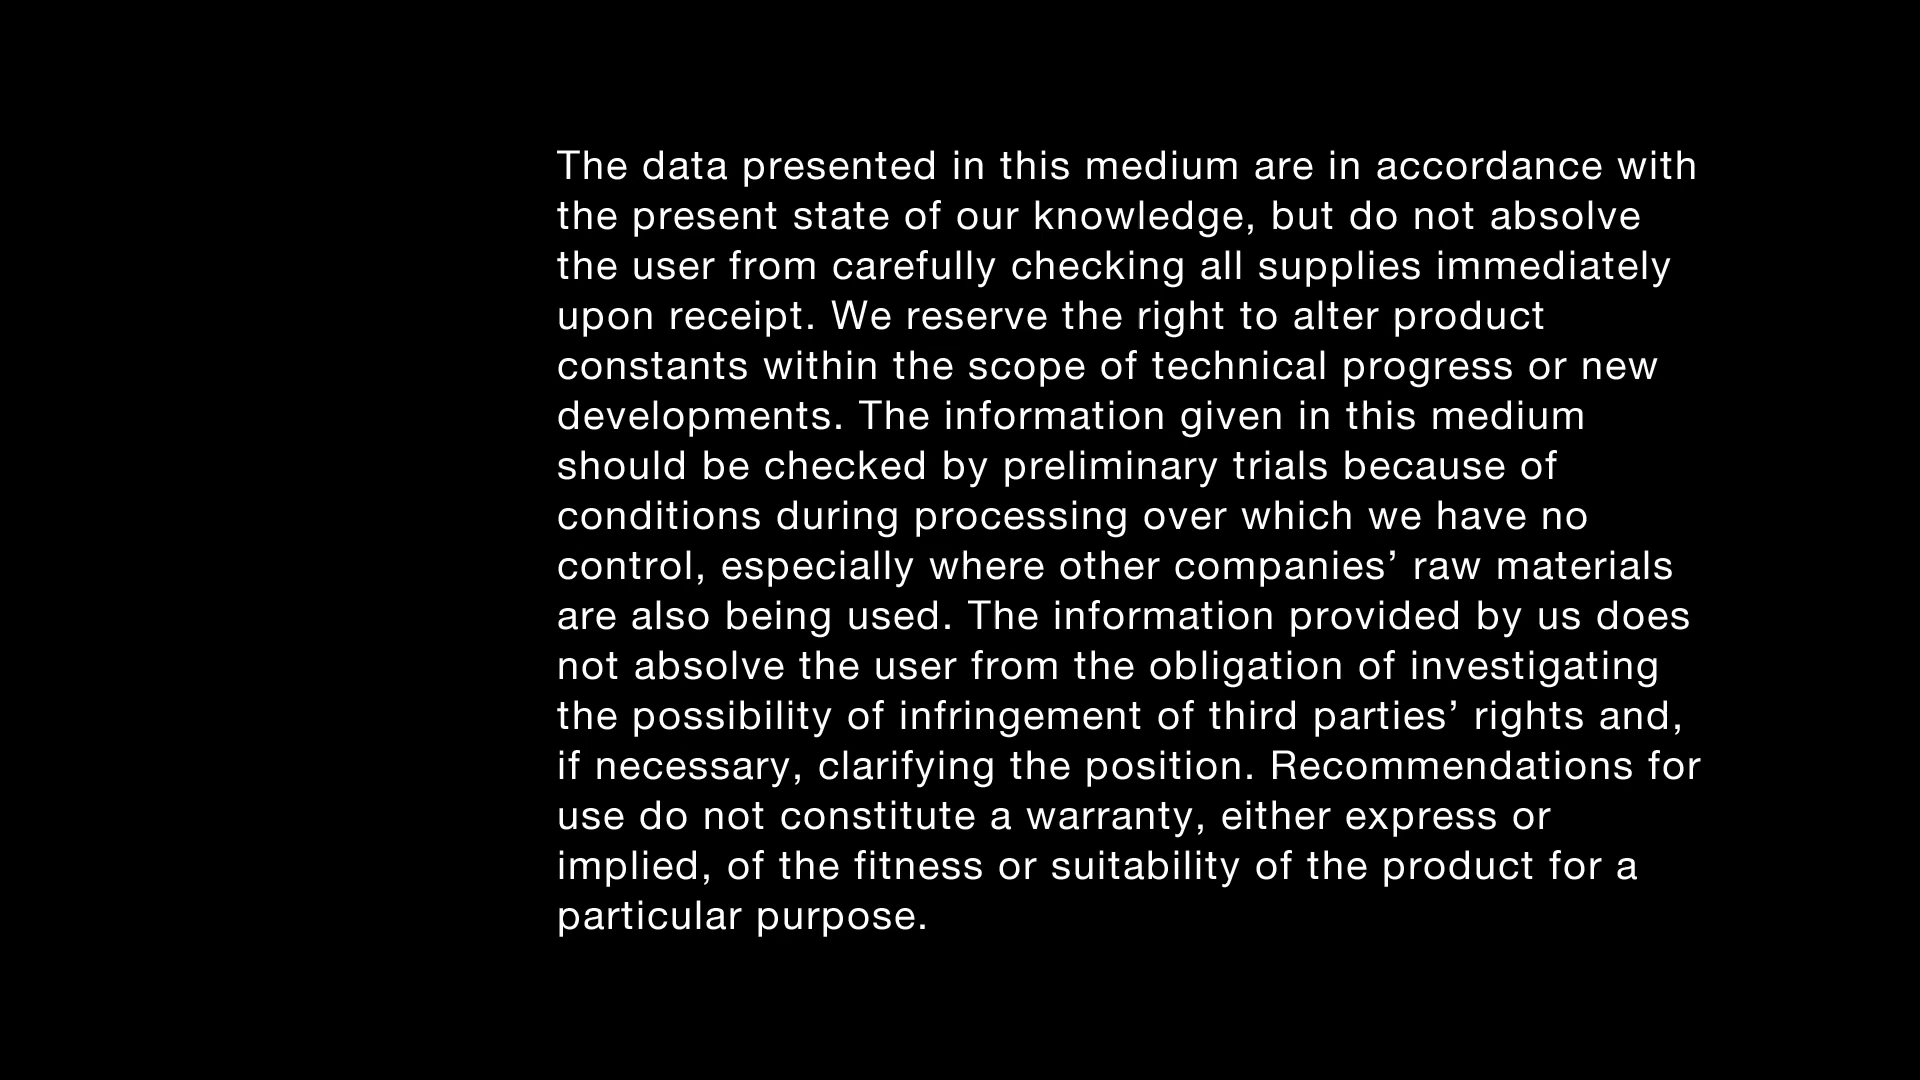 The data presented in this medium are in accordance with
the present state of our knowledge, but do not absolve
the user from carefully checking all supplies immediately
upon receipt. We reserve the right to alter product
constants within the scope of technical progress or new
developments. The information given in this medium
should be checked by preliminary trials because of
conditions during processing over which we have no
control, especially where other companies’ raw materials
are also being used. The information provided by us does
not absolve the user from the obligation of investigating
the possibility of infringement of third parties’ rights and,
if necessary, clarifying the position. Recommendations for
use do not constitute a warranty, either express or
implied, of the fitness or suitability of the product for a
particular purpose.